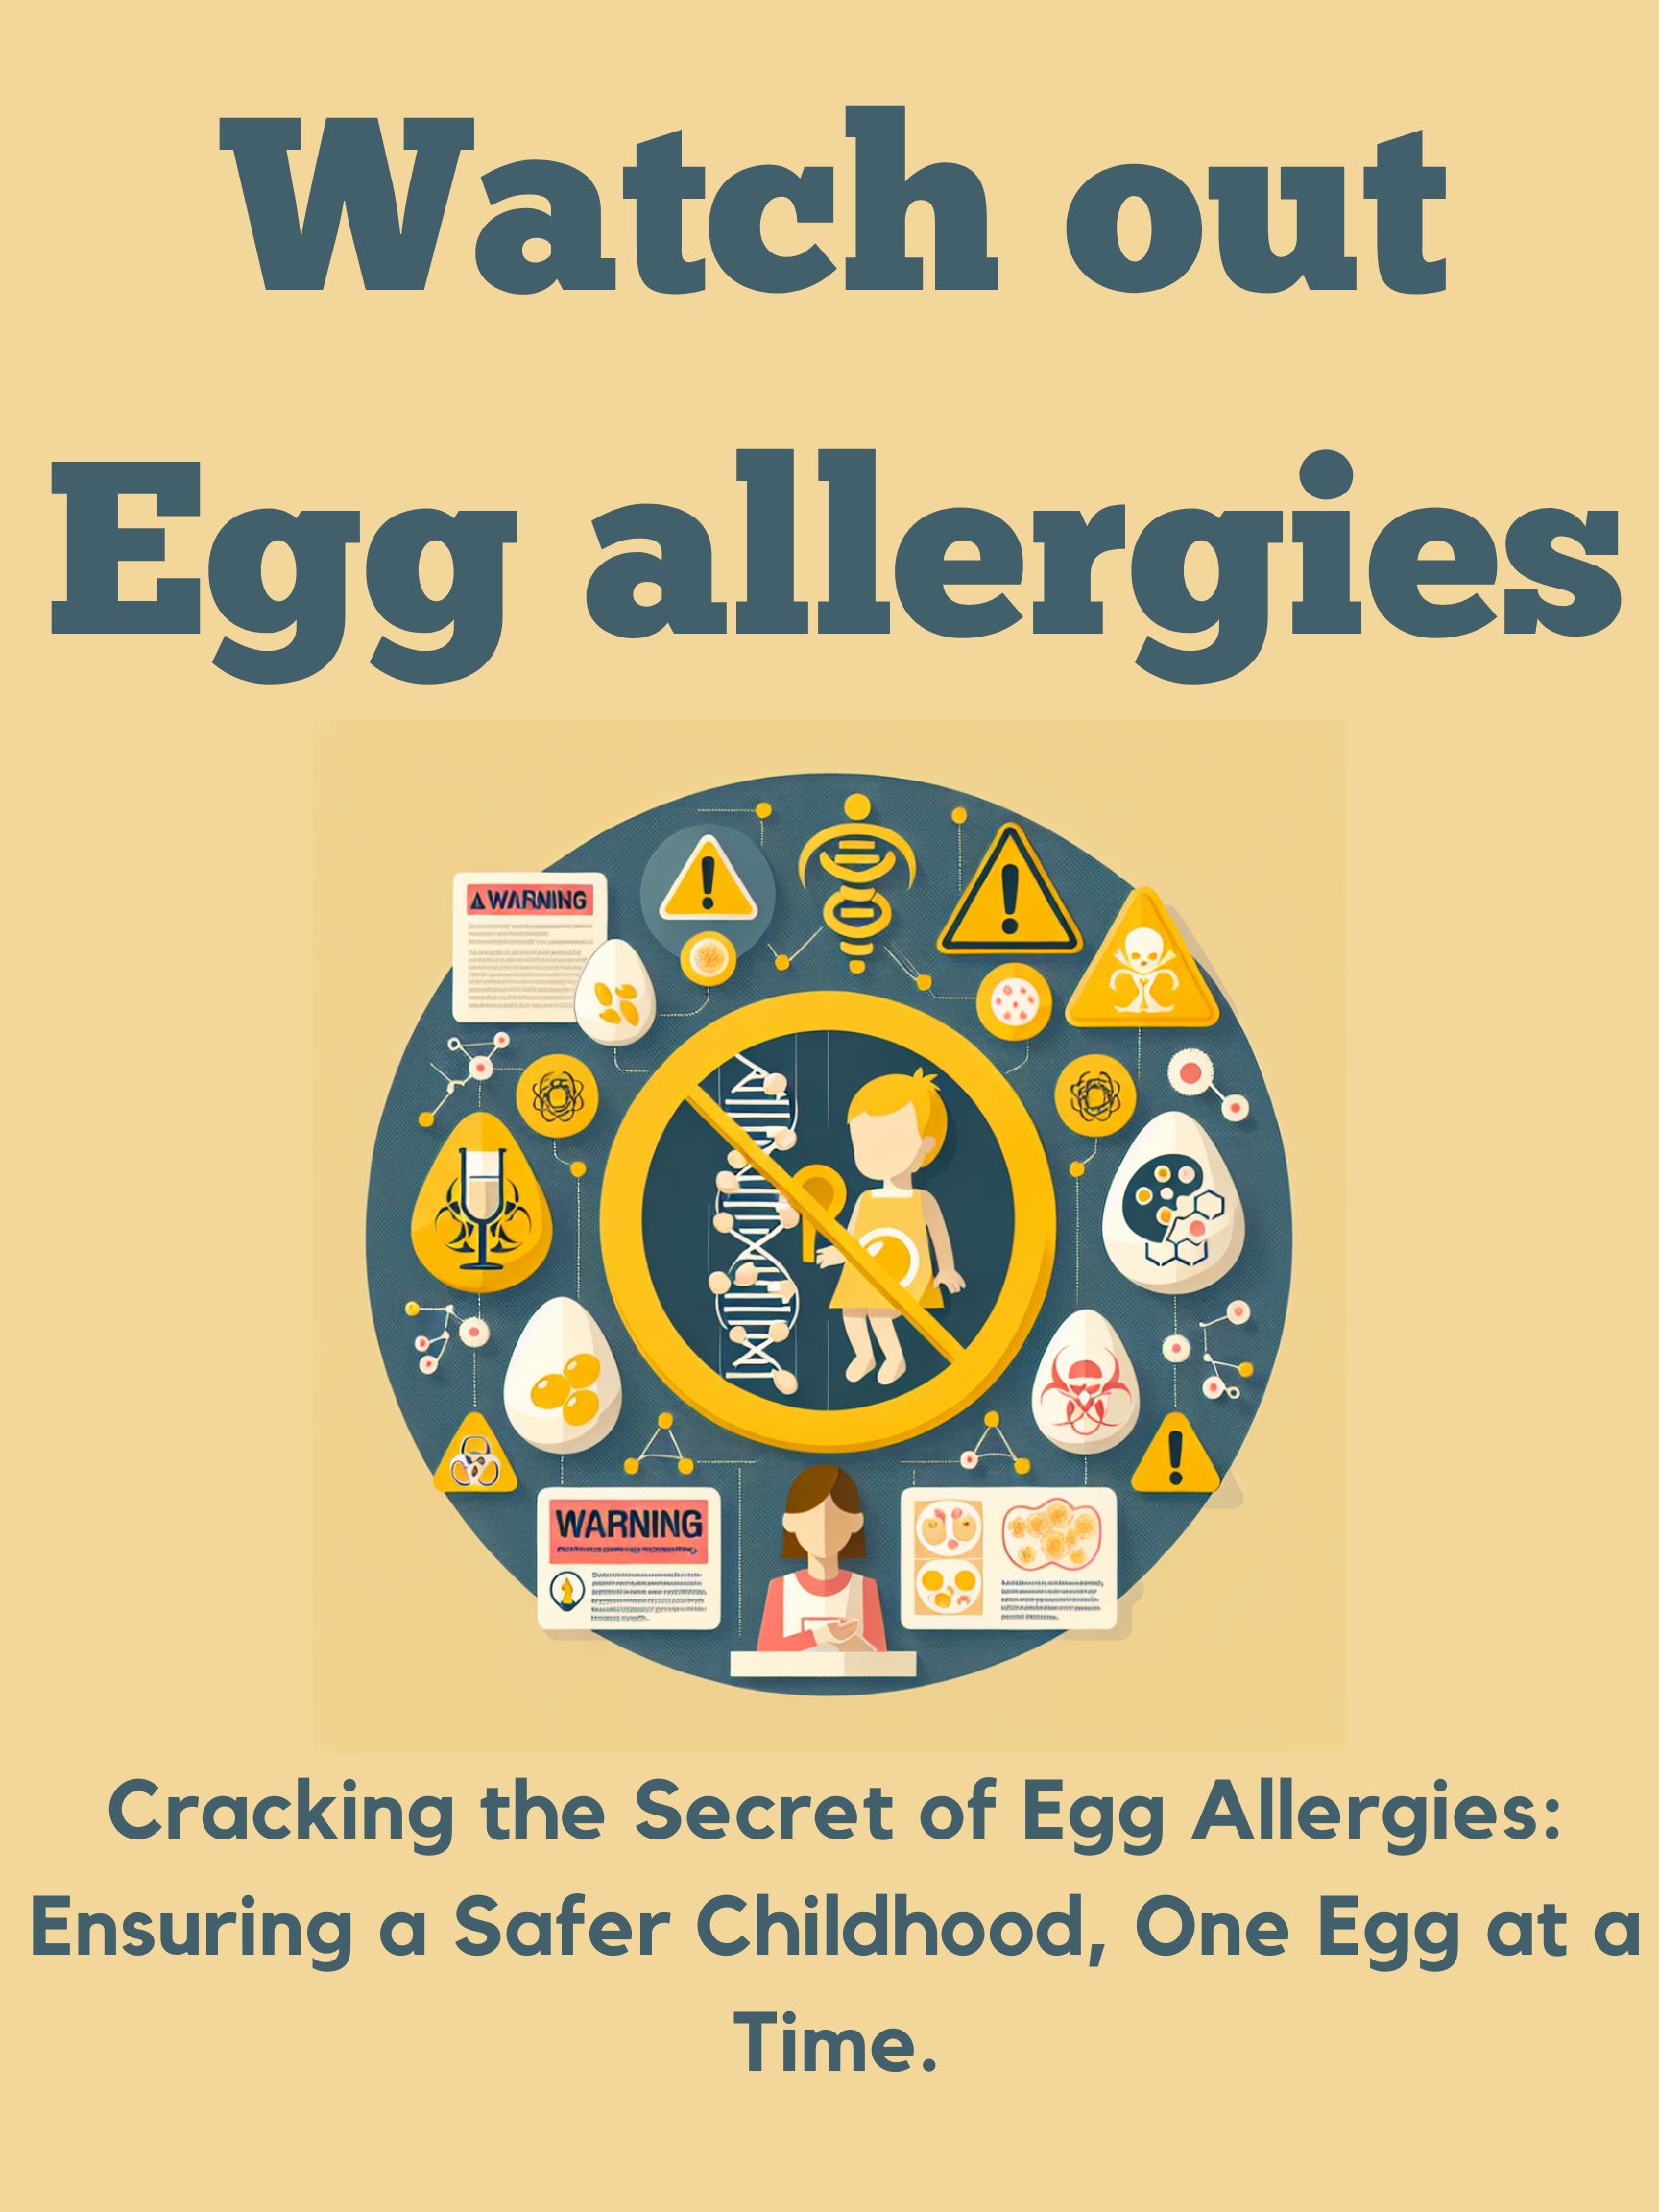 Watch out
Egg allergies
WARNING
WARNING
Cracking the Secret of Egg Allergies:
Ensuring a Safer Childhood, One Egg at a
Time.